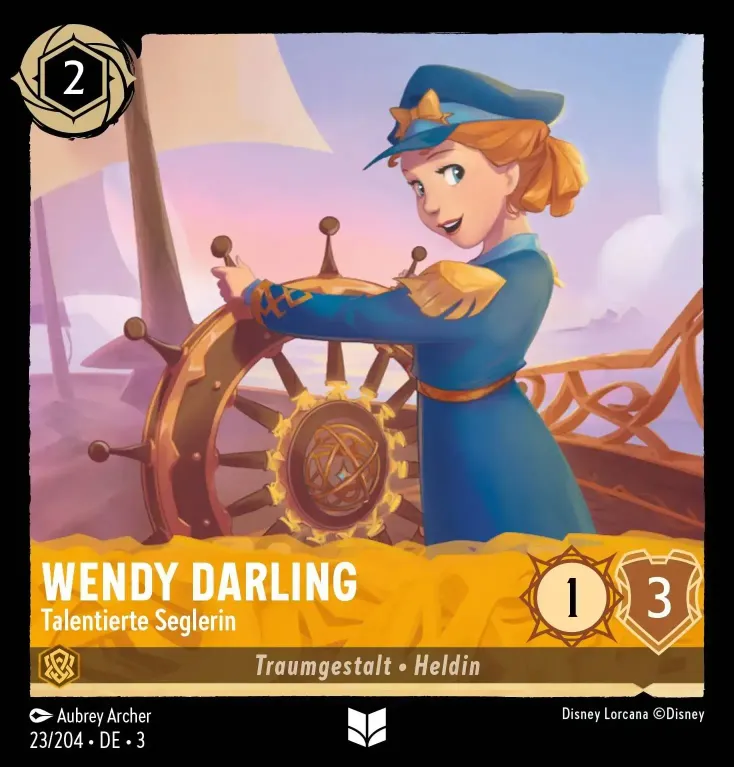 2
WENDY DARLING
Talentierte Seglerin
1
3
Traumgestalt • Heldin
Aubrey Archer
Disney Lorcana ©Disney
23/204 • DE • 3